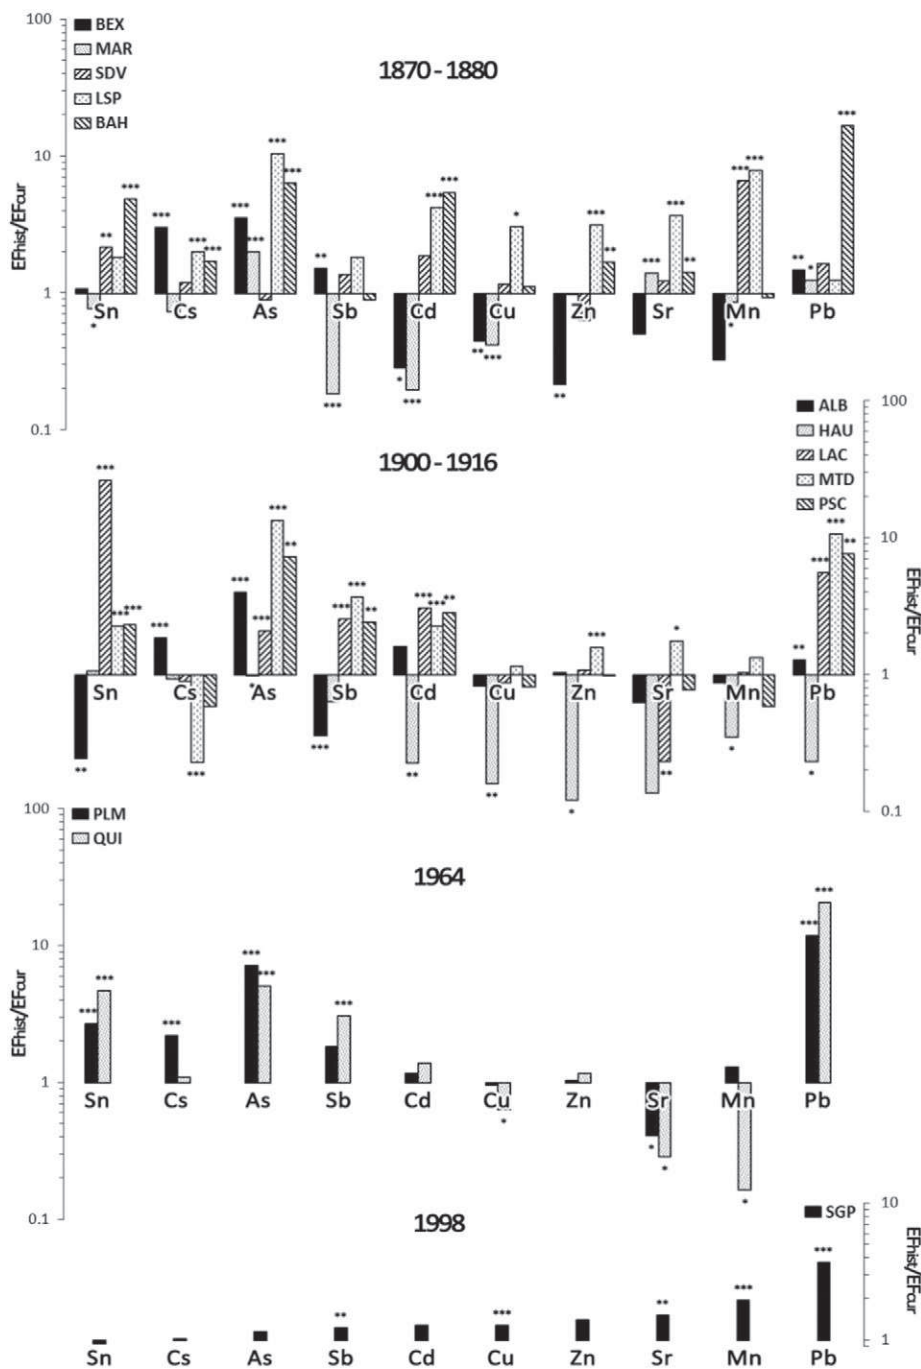 100
BEX
MAR
SDV
LSP
BAH
1870 - 1880
*** *** *** *** *** *** *** *** *** *** *** *** ***
** ** * ** *** ** ** *
10
EFhist/EFcur
1
Sn Cs As Sb Cd Cu Zn Sr Mn Pb
* *** * *** ** *** ** *
0.1
100
ALB
HAU
LAC
MTD
PSC
1900 - 1916
*** *** *** *** ** *** *** ** *** *** ** *** * ** *** *** **
*** ***
10
EFhist/EFcur
1
Sn Cs As Sb Cd Cu Zn Sr Mn Pb
** *** *** ** ** * ** * *
0.1
100
PLM
QUI
1964
*** *** *** *** *** *** *** ***
10
EFhist/EFcur
1
Sn Cs As Sb Cd Cu Zn Sr Mn Pb
* * * *
0.1
10
SGP
1998
** *** ** *** ***
EFhist/EFcur
1
Sn Cs As Sb Cd Cu Zn Sr Mn Pb